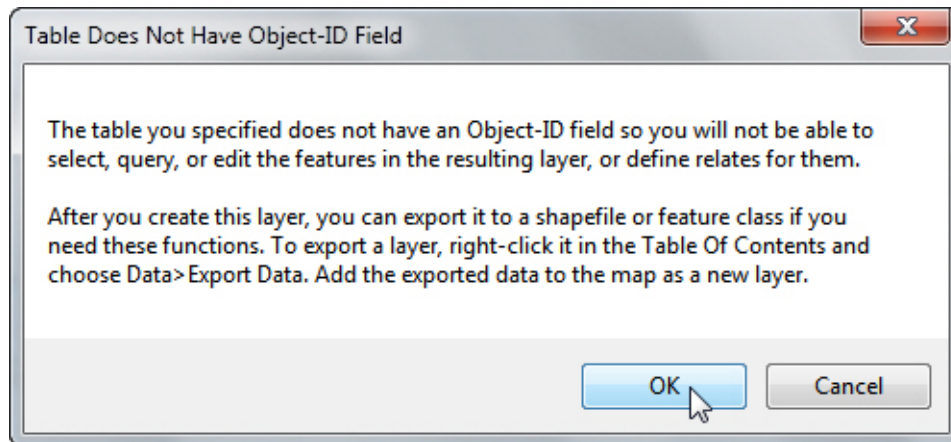 Table Does Not Have Object-ID Field
The table you specified does not have an Object-ID field so you will not be able to
select, query, or edit the features in the resulting layer, or define relates for them.
After you create this layer, you can export it to a shapefile or feature class if you
need these functions. To export a layer, right-click it in the Table Of Contents and
choose Data>Export Data. Add the exported data to the map as a new layer.
OK
Cancel